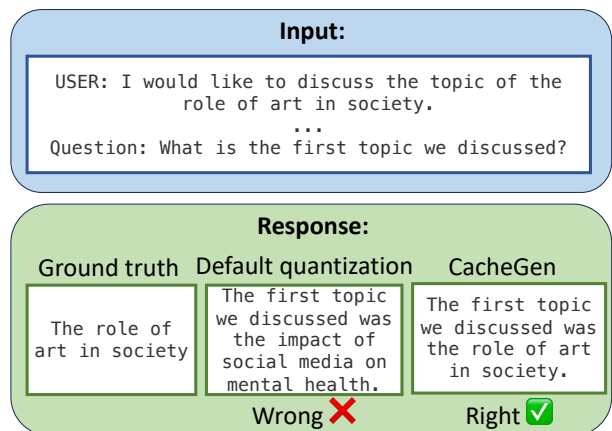 Input:
USER: I would like to discuss the topic of the
role of art in society.
...
Question: What is the first topic we discussed?
Response:
Ground truth
The role of
art in society
Default quantization
The first topic
we discussed was
the impact of
social media on
mental health.
Wrong ❌
CacheGen
The first topic
we discussed was
the role of art
in society.
Right ✅